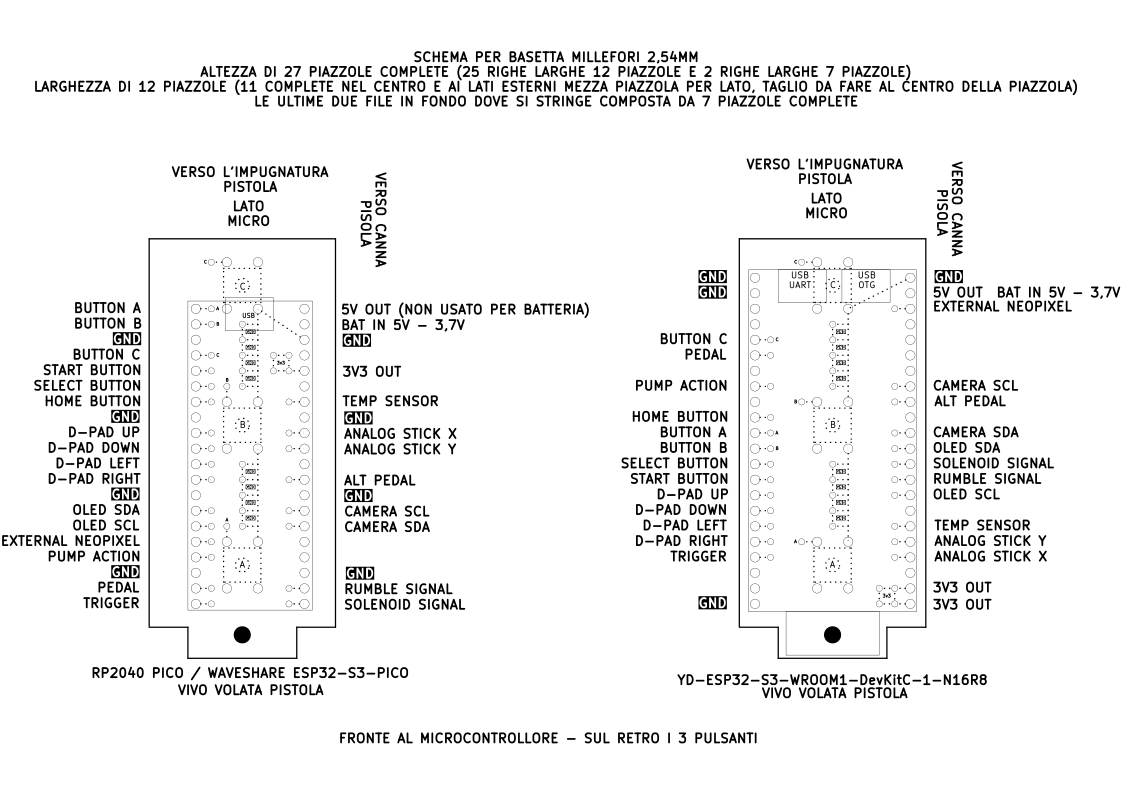 SCHEMA PER BASETTA MILLEFORI 2,54MM
ALTEZZA DI 27 PIAZZOLE COMPLETE (25 RIGHE LARGHE 12 PIAZZOLE E 2 RIGHE LARGHE 7 PIAZZOLE)
LARGHEZZA DI 12 PIAZZOLE (11 COMPLETE NEL CENTRO E AI LATI ESTERNI MEZZA PIAZZOLA PER LATO, TAGLIO DA FARE AL CENTRO DELLA PIAZZOLA)
LE ULTIME DUE FILE IN FONDO DOVE SI STRINGE COMPOSTA DA 7 PIAZZOLE COMPLETE
VERSO L'IMPUGNATURA
PISTOLA
LATO
MICRO
VERSO CANNA
PISOLA
C
C
USB
BUTTON A
BUTTON B
GND
BUTTON C
START BUTTON
SELECT BUTTON
HOME BUTTON
GND
D-PAD UP
D-PAD DOWN
D-PAD LEFT
D-PAD RIGHT
GND
OLED SDA
OLED SCL
EXTERNAL NEOPIXEL
PUMP ACTION
GND
PEDAL
TRIGGER
A
B
C
3v3
B
B
A
A
5V OUT (NON USATO PER BATTERIA)
BAT IN 5V - 3,7V
GND
3V3 OUT
TEMP SENSOR
GND
ANALOG STICK X
ANALOG STICK Y
ALT PEDAL
GND
CAMERA SCL
CAMERA SDA
GND
RUMBLE SIGNAL
SOLENOID SIGNAL
RP2040 PICO / WAVESHARE ESP32-S3-PICO
VIVO VOLATA PISTOLA
VERSO L'IMPUGNATURA
PISTOLA
LATO
MICRO
VERSO CANNA
PISOLA
C
USB
UART
C
USB
OTG
GND
GND
BUTTON C
PEDAL
PUMP ACTION
HOME BUTTON
BUTTON A
BUTTON B
SELECT BUTTON
START BUTTON
D-PAD UP
D-PAD DOWN
D-PAD LEFT
D-PAD RIGHT
TRIGGER
GND
C
B
B
A
B
A
A
3v3
GND
5V OUT BAT IN 5V - 3,7V
EXTERNAL NEOPIXEL
CAMERA SCL
ALT PEDAL
CAMERA SDA
OLED SDA
SOLENOID SIGNAL
RUMBLE SIGNAL
OLED SCL
TEMP SENSOR
ANALOG STICK Y
ANALOG STICK X
3V3 OUT
3V3 OUT
YD-ESP32-S3-WROOM1-DevKitC-1-N16R8
VIVO VOLATA PISTOLA
FRONTE AL MICROCONTROLLORE - SUL RETRO I 3 PULSANTI